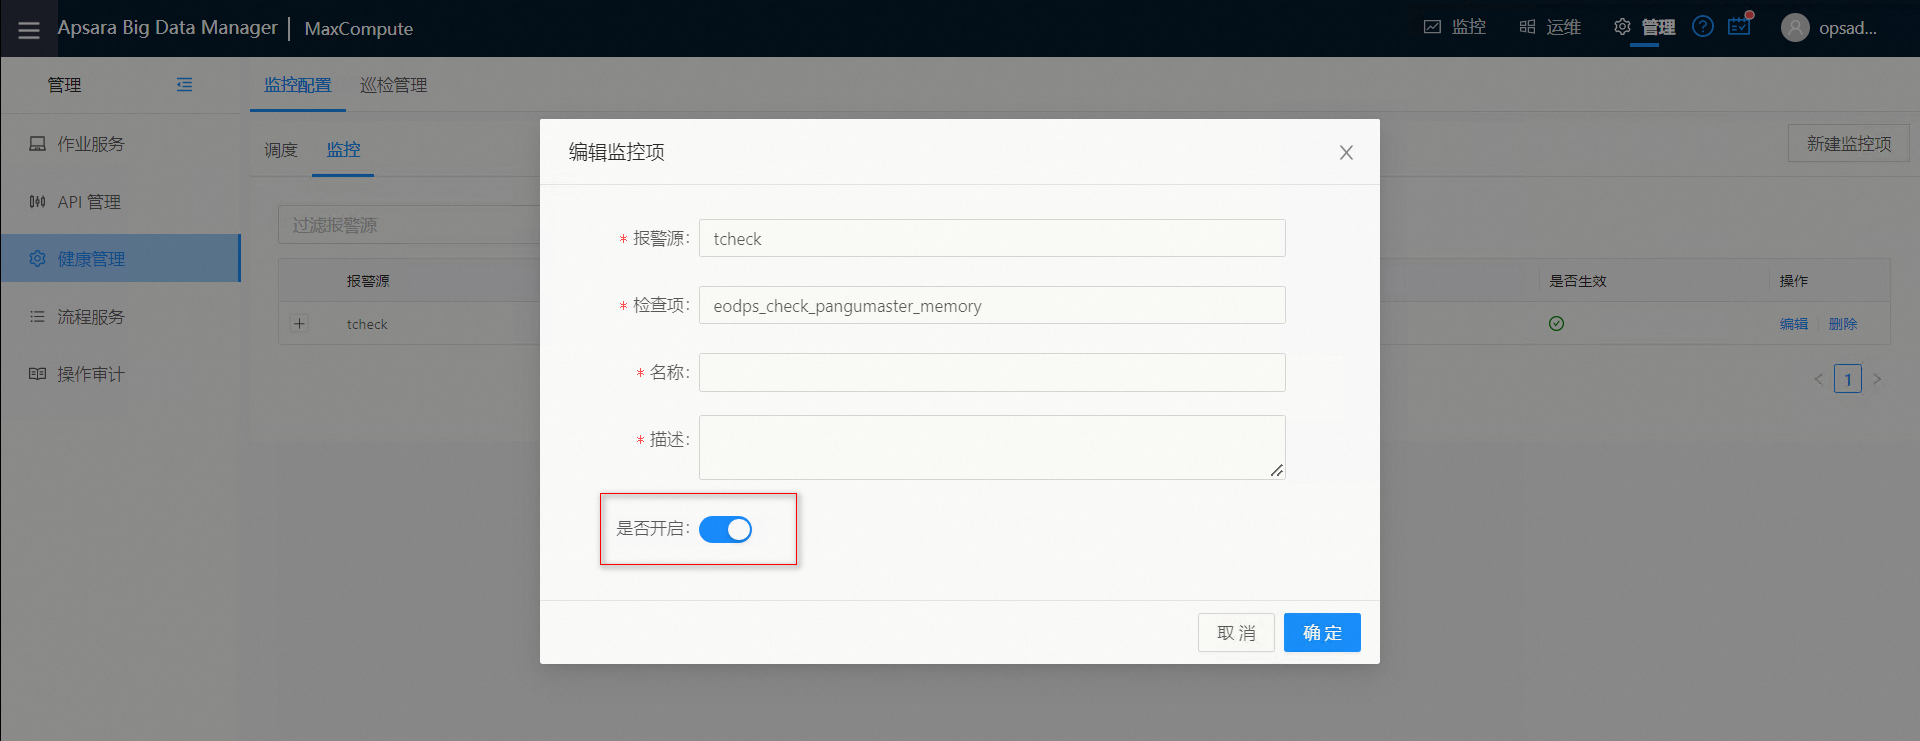 Apsara Big Data Manager | MaxCompute
监控 运维 管理 opsad...
管理
监控配置 巡检管理
作业服务
API 管理
健康管理
流程服务
操作审计
调度 监控
新建监控项
过滤报警源
报警源 是否生效 操作
tcheck 编辑 删除
1
编辑监控项
* 报警源: tcheck
* 检查项: eodps_check_pangumaster_memory
* 名称:
* 描述:
是否开启:
取 消 确 定